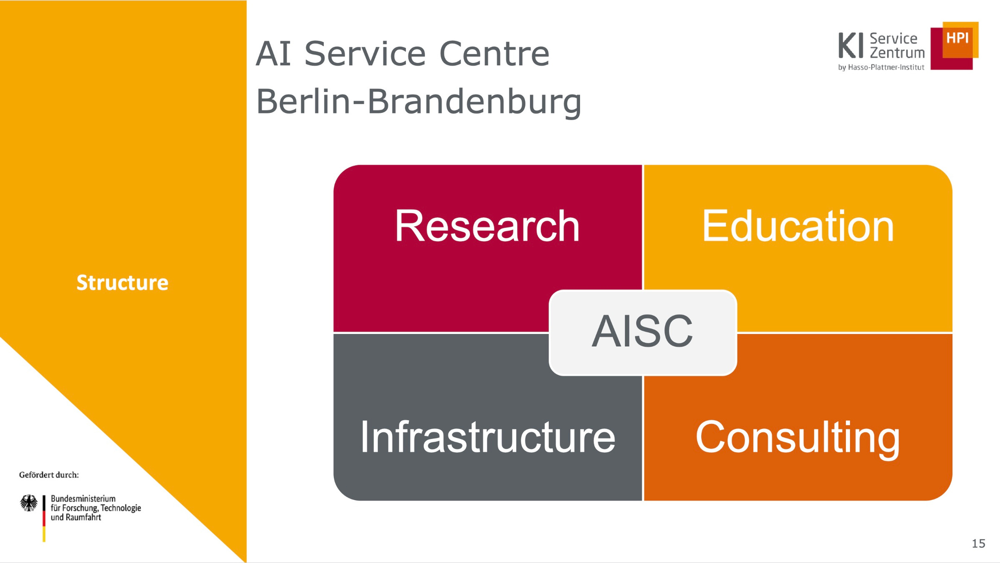 AI Service Centre
Berlin-Brandenburg
KI Service
Zentrum
by Hasso-Plattner-Institut
HPI
Structure
Research
Education
AISC
Infrastructure
Consulting
Gefördert durch:
Bundesministerium
für Forschung, Technologie
und Raumfahrt
15